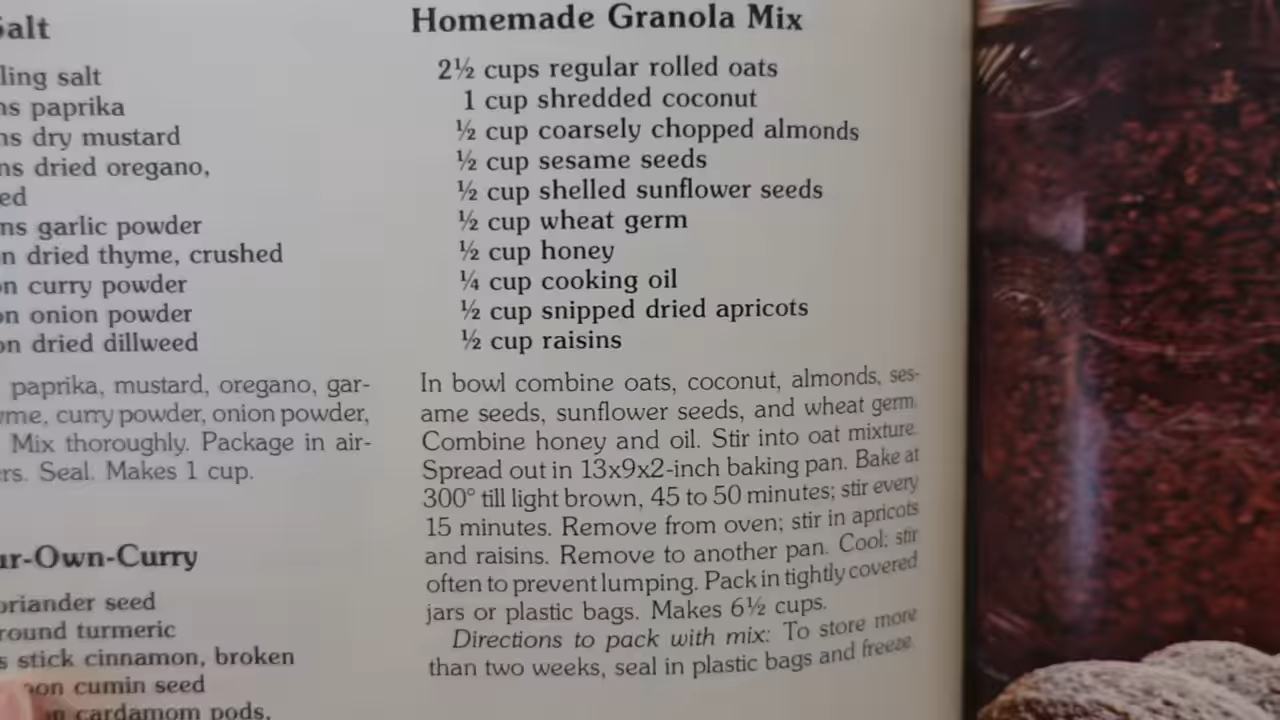 Salt
ling salt
ns paprika
ns dry mustard
ns dried oregano,
ed
ns garlic powder
n dried thyme, crushed
on curry powder
on onion powder
on dried dillweed
paprika, mustard, oregano, gar-
yme, curry powder, onion powder,
Mix thoroughly. Package in air-
ers. Seal. Makes 1 cup.
ur-Own-Curry
oriander seed
round turmeric
s stick cinnamon, broken
oon cumin seed
n cardamom pods,
Homemade Granola Mix
2½ cups regular rolled oats
1 cup shredded coconut
½ cup coarsely chopped almonds
½ cup sesame seeds
½ cup shelled sunflower seeds
½ cup wheat germ
½ cup honey
¼ cup cooking oil
½ cup snipped dried apricots
½ cup raisins
In bowl combine oats, coconut, almonds, ses-
ame seeds, sunflower seeds, and wheat germ.
Combine honey and oil. Stir into oat mixture.
Spread out in 13x9x2-inch baking pan. Bake at
300° till light brown, 45 to 50 minutes; stir every
15 minutes. Remove from oven; stir in apricots
and raisins. Remove to another pan. Cool; stir
often to prevent lumping. Pack in tightly covered
jars or plastic bags. Makes 6½ cups.
Directions to pack with mix: To store more
than two weeks, seal in plastic bags and freeze.